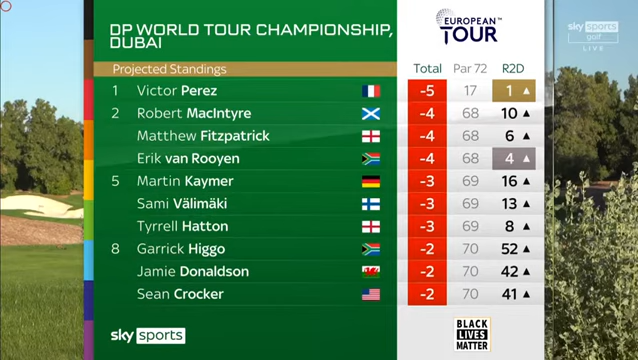 DP WORLD TOUR CHAMPIONSHIP,
DUBAI
EUROPEAN
TOUR
sky sports
golf
LIVE
Projected Standings Total Par 72 R2D
1 Victor Perez -5 17 1 ▲
2 Robert MacIntyre -4 68 10 ▲
Matthew Fitzpatrick -4 68 6 ▲
Erik van Rooyen -4 68 4 ▲
5 Martin Kaymer -3 69 16 ▲
Sami Välimäki -3 69 13 ▲
Tyrrell Hatton -3 69 8 ▲
8 Garrick Higgo -2 70 52 ▲
Jamie Donaldson -2 70 42 ▲
Sean Crocker -2 70 41 ▲
sky sports
BLACK
LIVES
MATTER